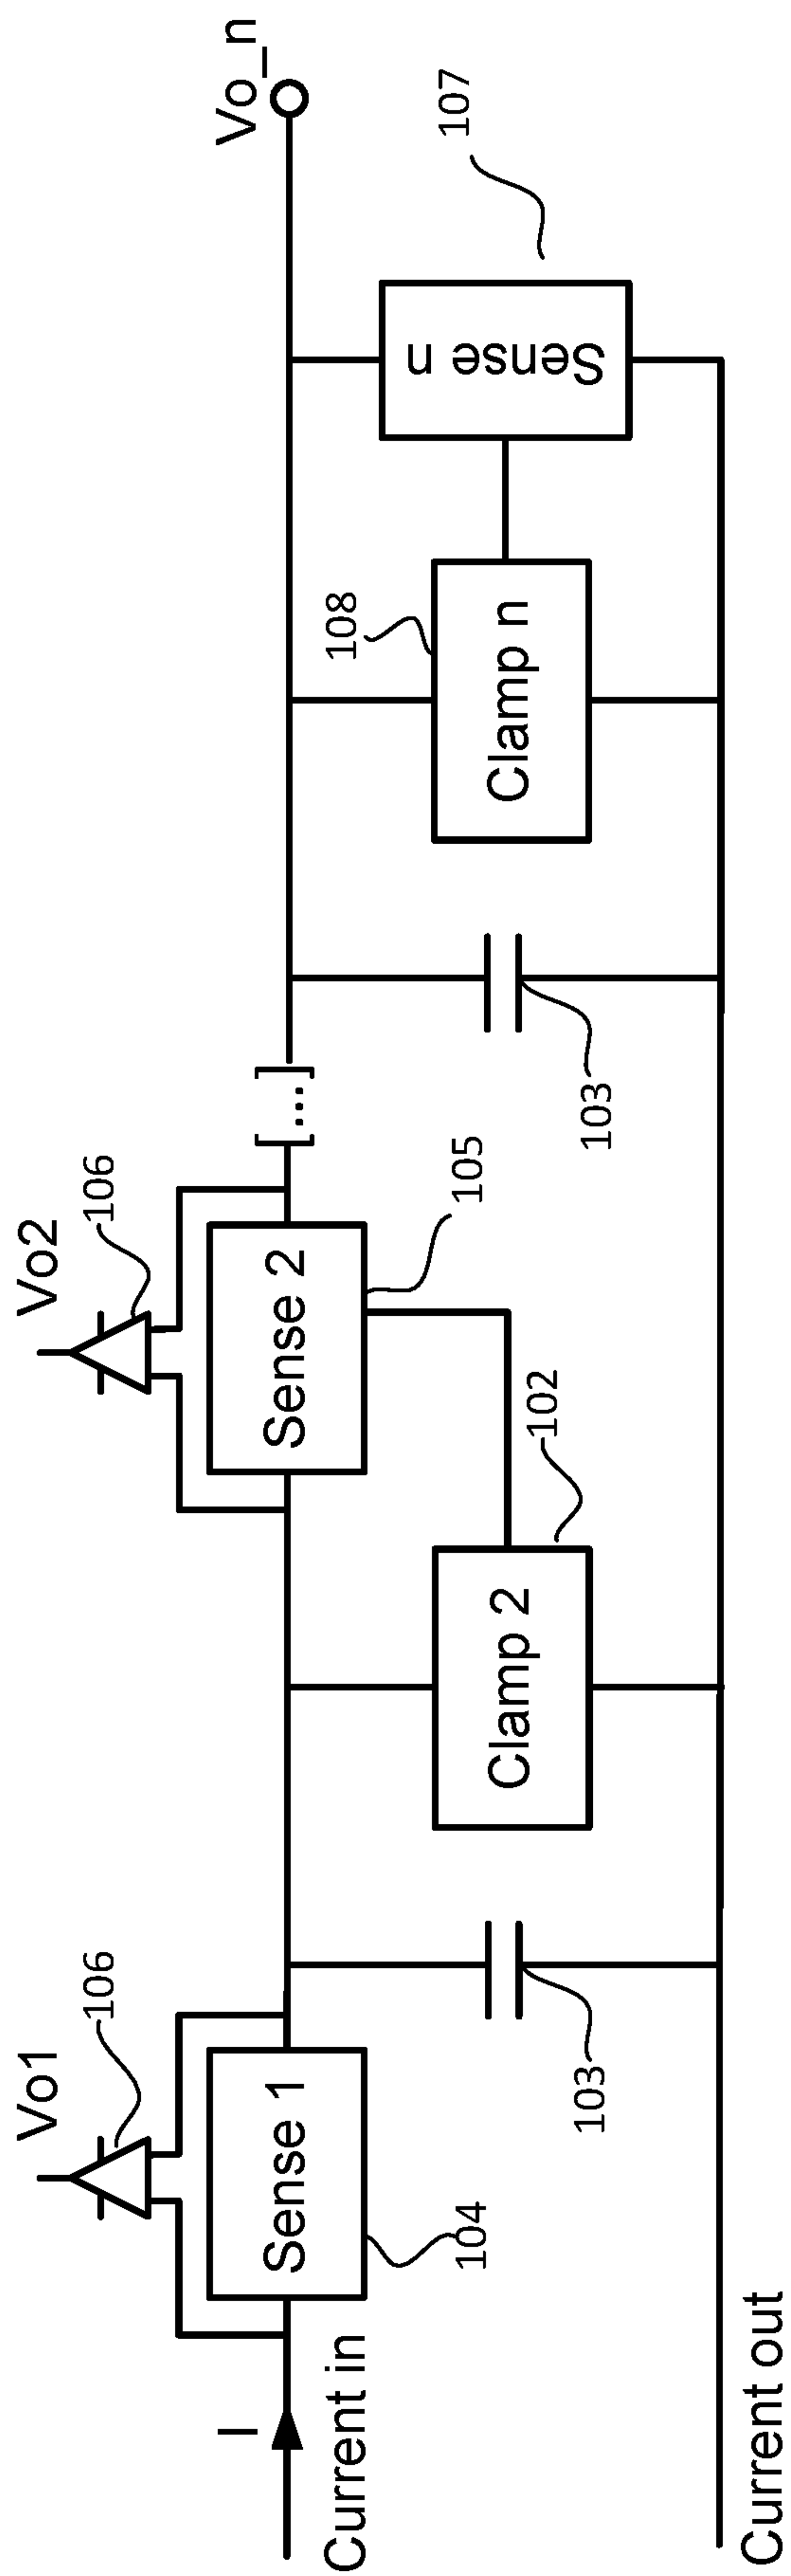 Vo1
106
Vo2
106
Vo_n
I
Current in
Sense 1
104
Sense 2
105
[...]
103
Clamp 2
102
103
Clamp n
108
Sense n
107
Current out